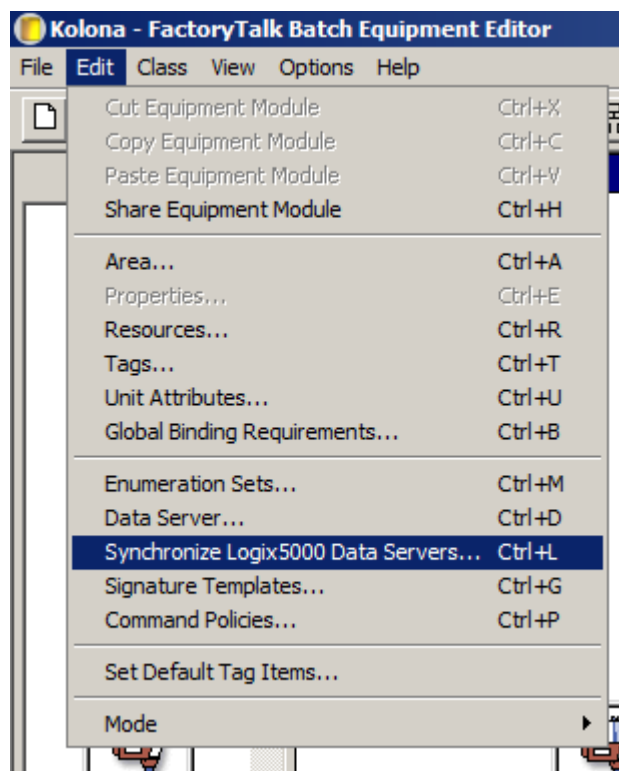 Kolona - FactoryTalk Batch Equipment Editor
File Edit Class View Options Help
Cut Equipment Module Ctrl+X
Copy Equipment Module Ctrl+C
Paste Equipment Module Ctrl+V
Share Equipment Module Ctrl+H
Area... Ctrl+A
Properties... Ctrl+E
Resources... Ctrl+R
Tags... Ctrl+T
Unit Attributes... Ctrl+U
Global Binding Requirements... Ctrl+B
Enumeration Sets... Ctrl+M
Data Server... Ctrl+D
Synchronize Logix5000 Data Servers... Ctrl+L
Signature Templates... Ctrl+G
Command Policies... Ctrl+P
Set Default Tag Items...
Mode